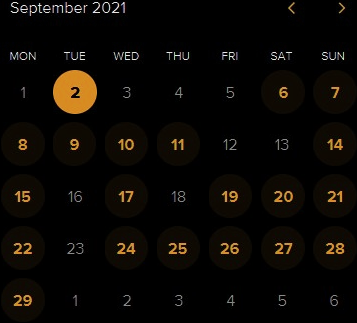 September 2021
MON TUE WED THU FRI SAT SUN
1 2 3 4 5 6 7
8 9 10 11 12 13 14
15 16 17 18 19 20 21
22 23 24 25 26 27 28
29 1 2 3 4 5 6